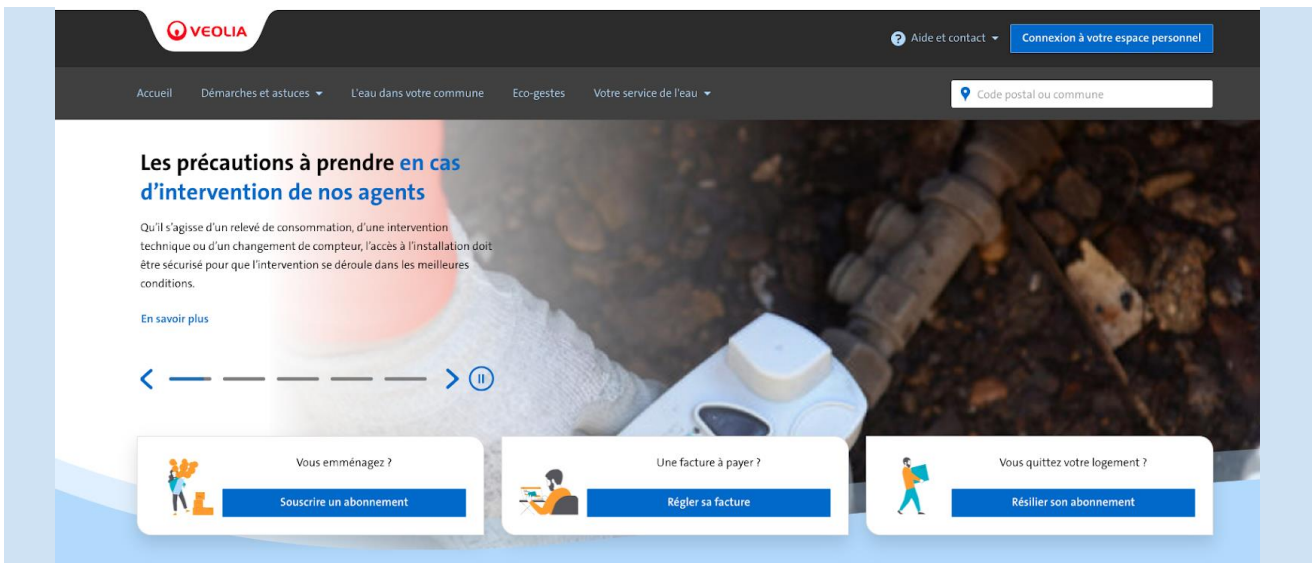 VEOLIA
Aide et contact
Connexion à votre espace personnel
Accueil
Démarches et astuces
L'eau dans votre commune
Eco-gestes
Votre service de l'eau
Code postal ou commune
Les précautions à prendre en cas
d'intervention de nos agents
Qu'il s'agisse d'un relevé de consommation, d'une intervention
technique ou d'un changement de compteur, l'accès à l'installation doit
être sécurisé pour que l'intervention se déroule dans les meilleures
conditions.
En savoir plus
Vous emménagez ?
Souscrire un abonnement
Une facture à payer ?
Régler sa facture
Vous quittez votre logement ?
Résilier son abonnement